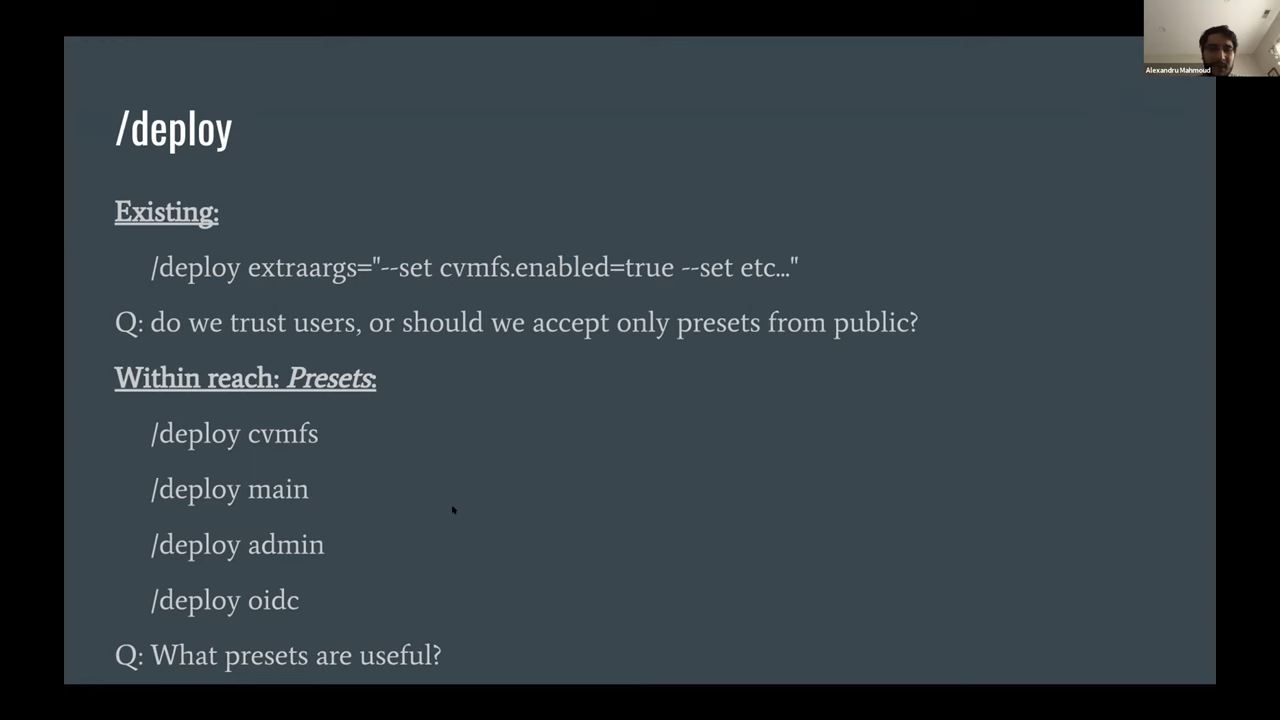 Alexandru Mahmoud
/deploy
Existing:
/deploy extraargs="--set cvmfs.enabled=true --set etc..."
Q: do we trust users, or should we accept only presets from public?
Within reach: Presets:
/deploy cvmfs
/deploy main
/deploy admin
/deploy oidc
Q: What presets are useful?